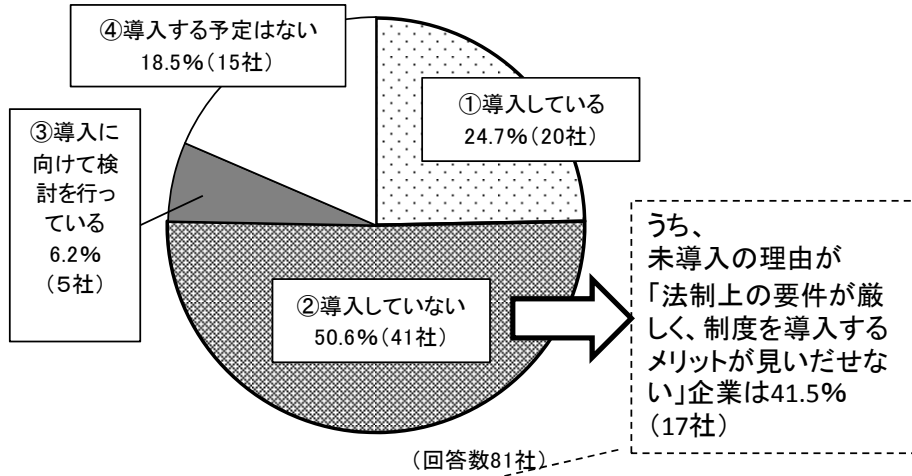 ④導入する予定はない
18.5%(15社)
①導入している
24.7%(20社)
③導入に
向けて検
討を行っ
ている
6.2%
(5社)
②導入していない
50.6%(41社)
うち、
未導入の理由が
「法制上の要件が厳
しく、制度を導入する
メリットが見いだせな
い」企業は41.5%
(17社)
(回答数81社)